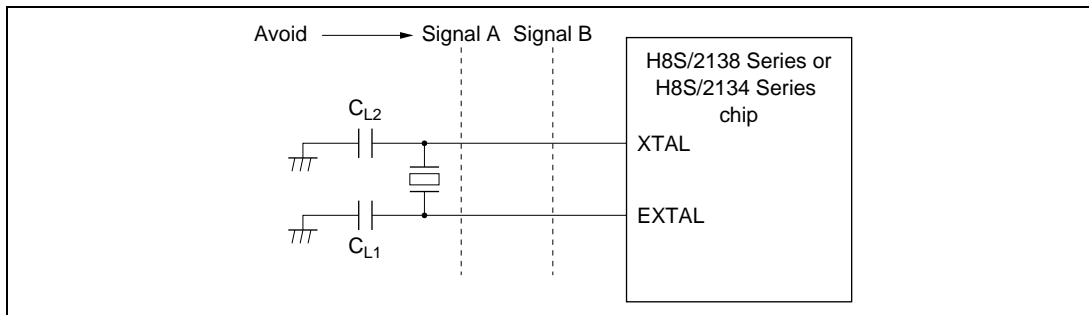 Avoid Signal A Signal B
H8S/2138 Series or
H8S/2134 Series
chip
CL2
XTAL
EXTAL
CL1